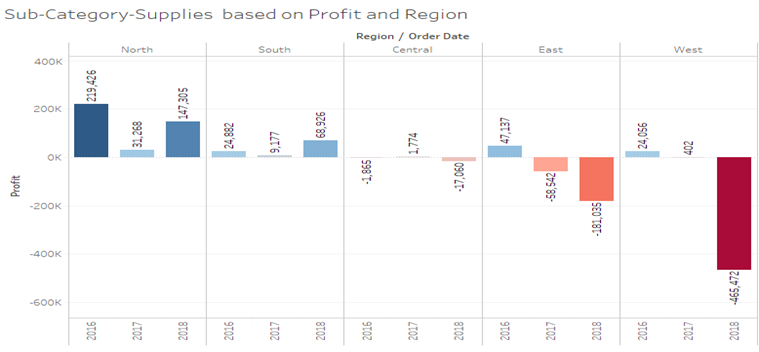 Sub-Category-Supplies based on Profit and Region
Region / Order Date
North South Central East West
Profit
400K
200K
0K
-200K
-400K
-600K
219,426 31,268 147,305 24,882 9,177 68,926 -1,865 1,774 -17,060 47,137 -58,542 -181,035 24,056 402 -465,472
2016 2017 2018 2016 2017 2018 2016 2017 2018 2016 2017 2018 2016 2017 2018